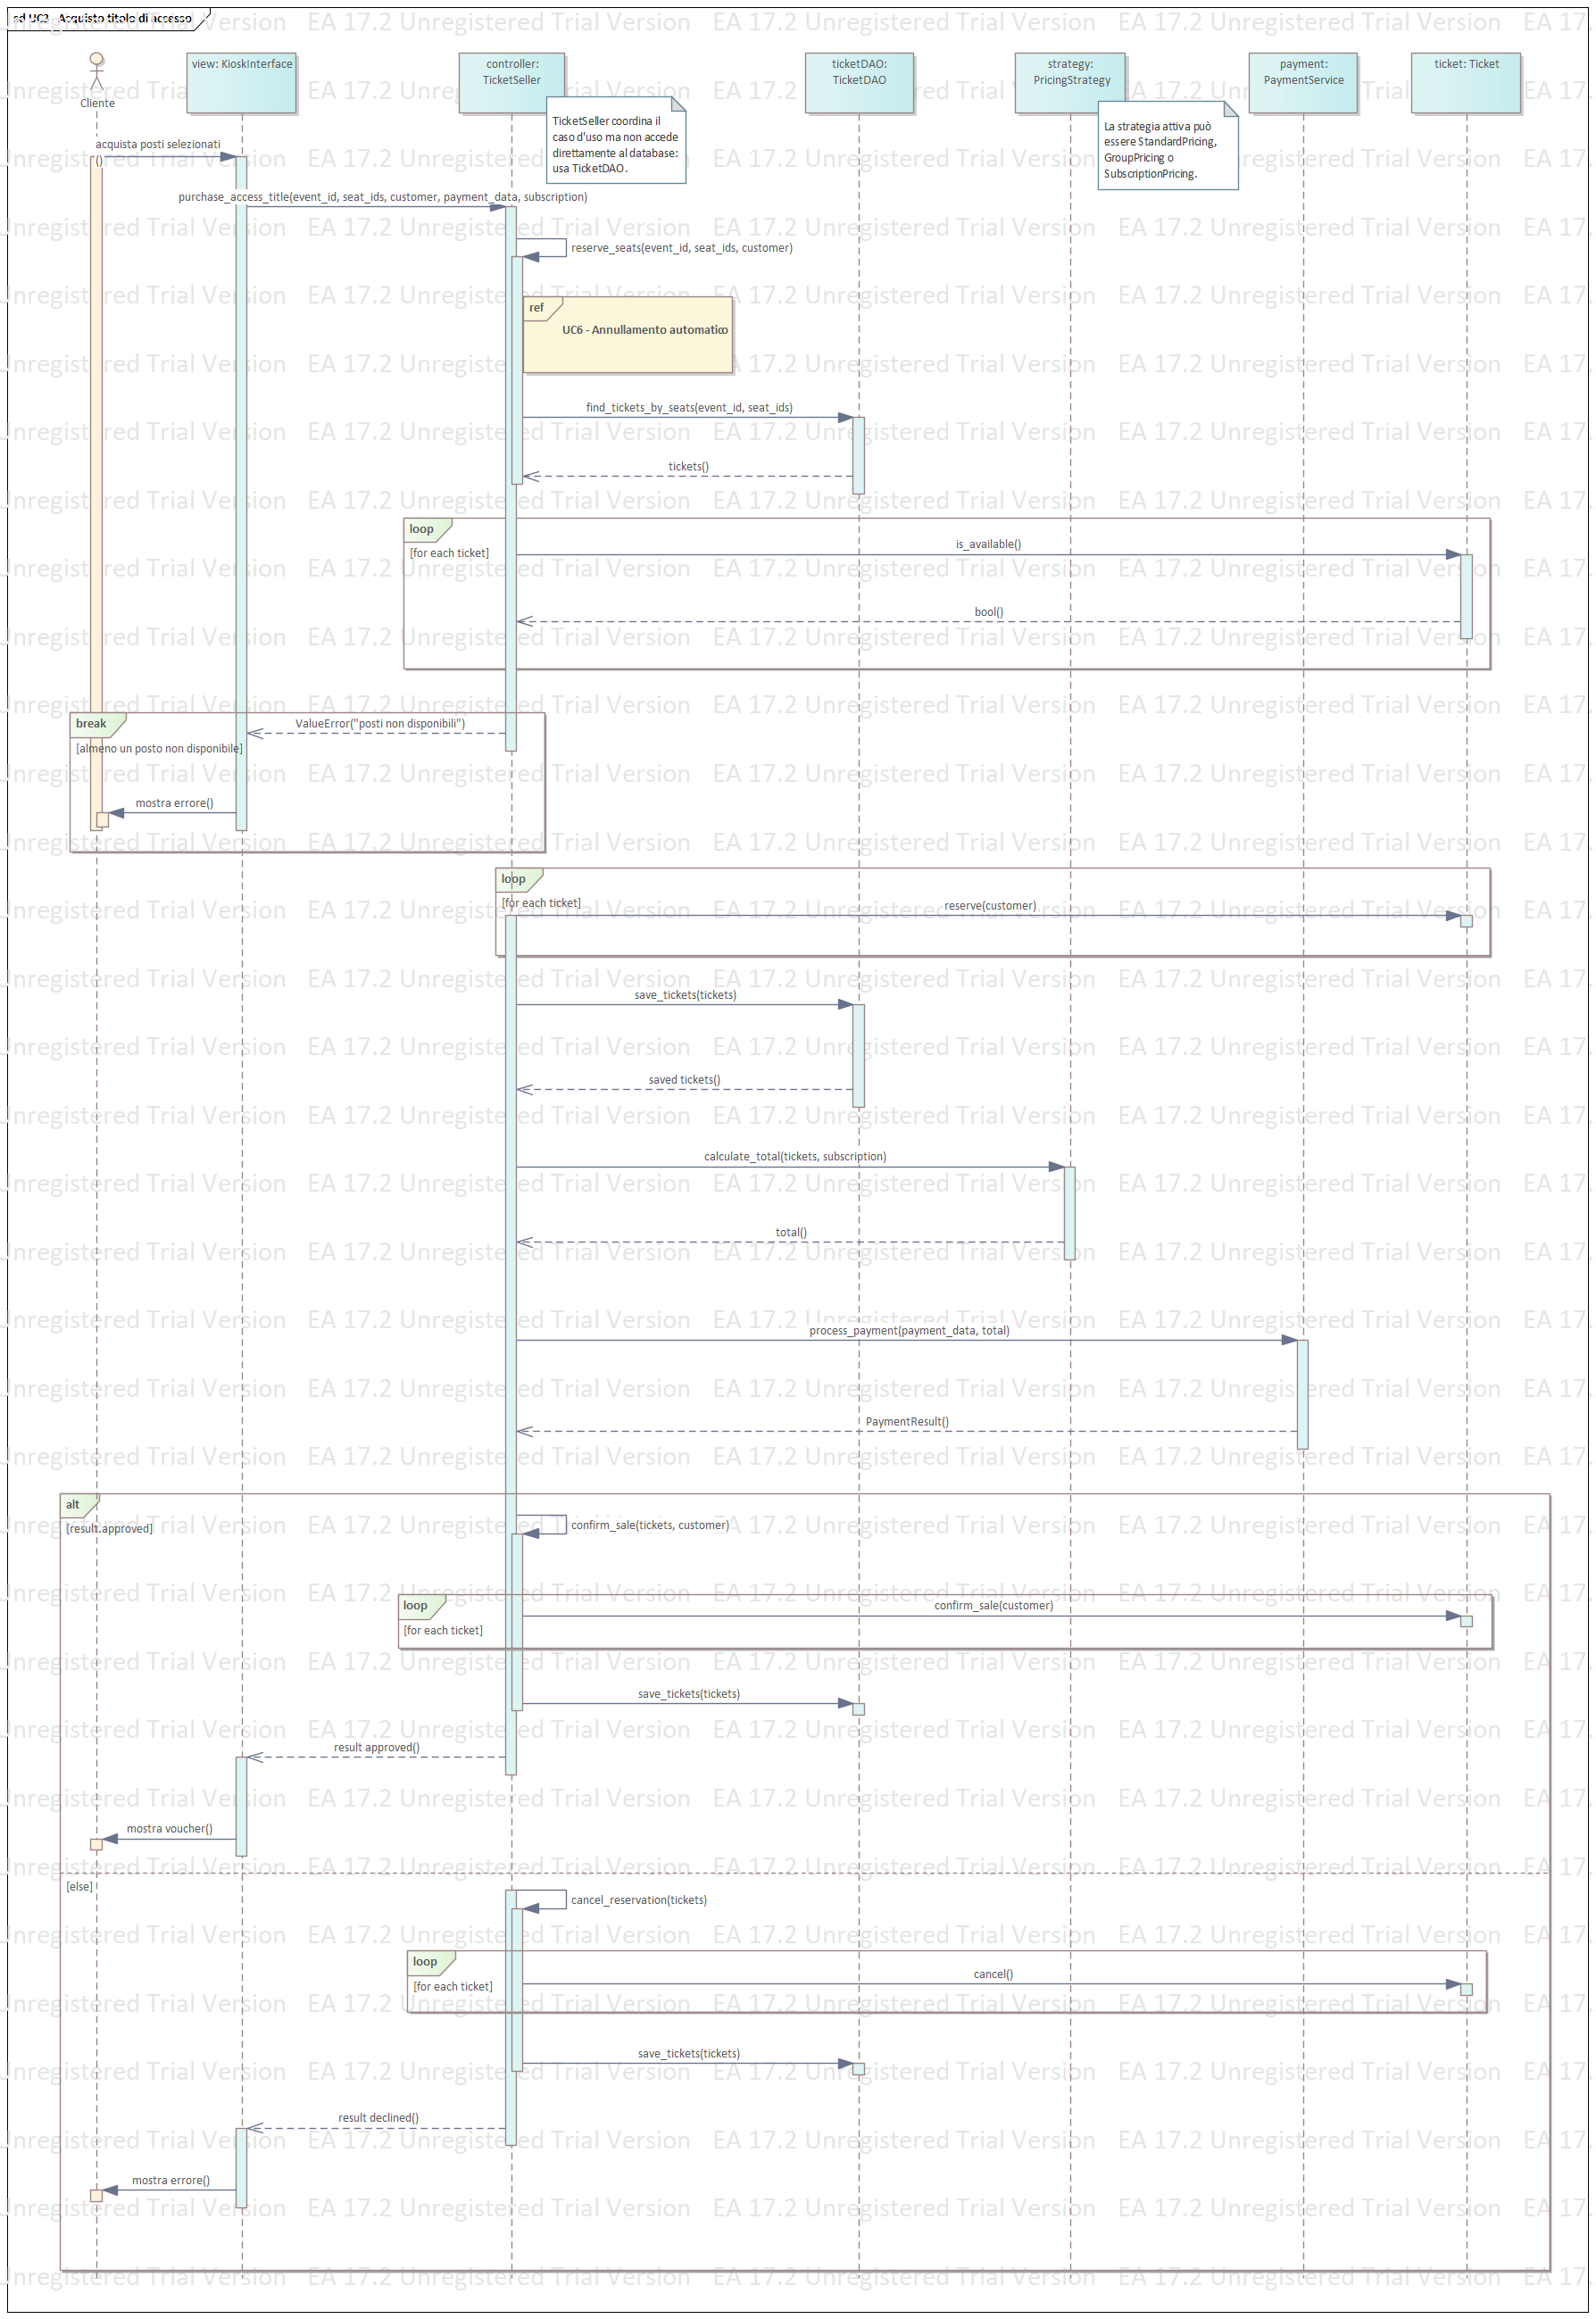 sd UC2 - Acquisto titolo di accesso
Cliente
view: KioskInterface
controller:
TicketSeller
ticketDAO:
TicketDAO
strategy:
PricingStrategy
payment:
PaymentService
ticket: Ticket
TicketSeller coordina il
caso d'uso ma non accede
direttamente al database:
usa TicketDAO.
La strategia attiva può
essere StandardPricing,
GroupPricing o
SubscriptionPricing.
acquista posti selezionati
()
purchase_access_title(event_id, seat_ids, customer, payment_data, subscription)
reserve_seats(event_id, seat_ids, customer)
ref
UC6 - Annullamento automatico
find_tickets_by_seats(event_id, seat_ids)
tickets()
loop
[for each ticket]
is_available()
bool()
break
[almeno un posto non disponibile]
ValueError("posti non disponibili")
mostra errore()
loop
[for each ticket]
reserve(customer)
save_tickets(tickets)
saved tickets()
calculate_total(tickets, subscription)
total()
process_payment(payment_data, total)
PaymentResult()
alt
[result.approved]
confirm_sale(tickets, customer)
loop
[for each ticket]
confirm_sale(customer)
save_tickets(tickets)
result approved()
mostra voucher()
[else]
cancel_reservation(tickets)
loop
[for each ticket]
cancel()
save_tickets(tickets)
result declined()
mostra errore()
EA 17.2 Unregistered Trial Version